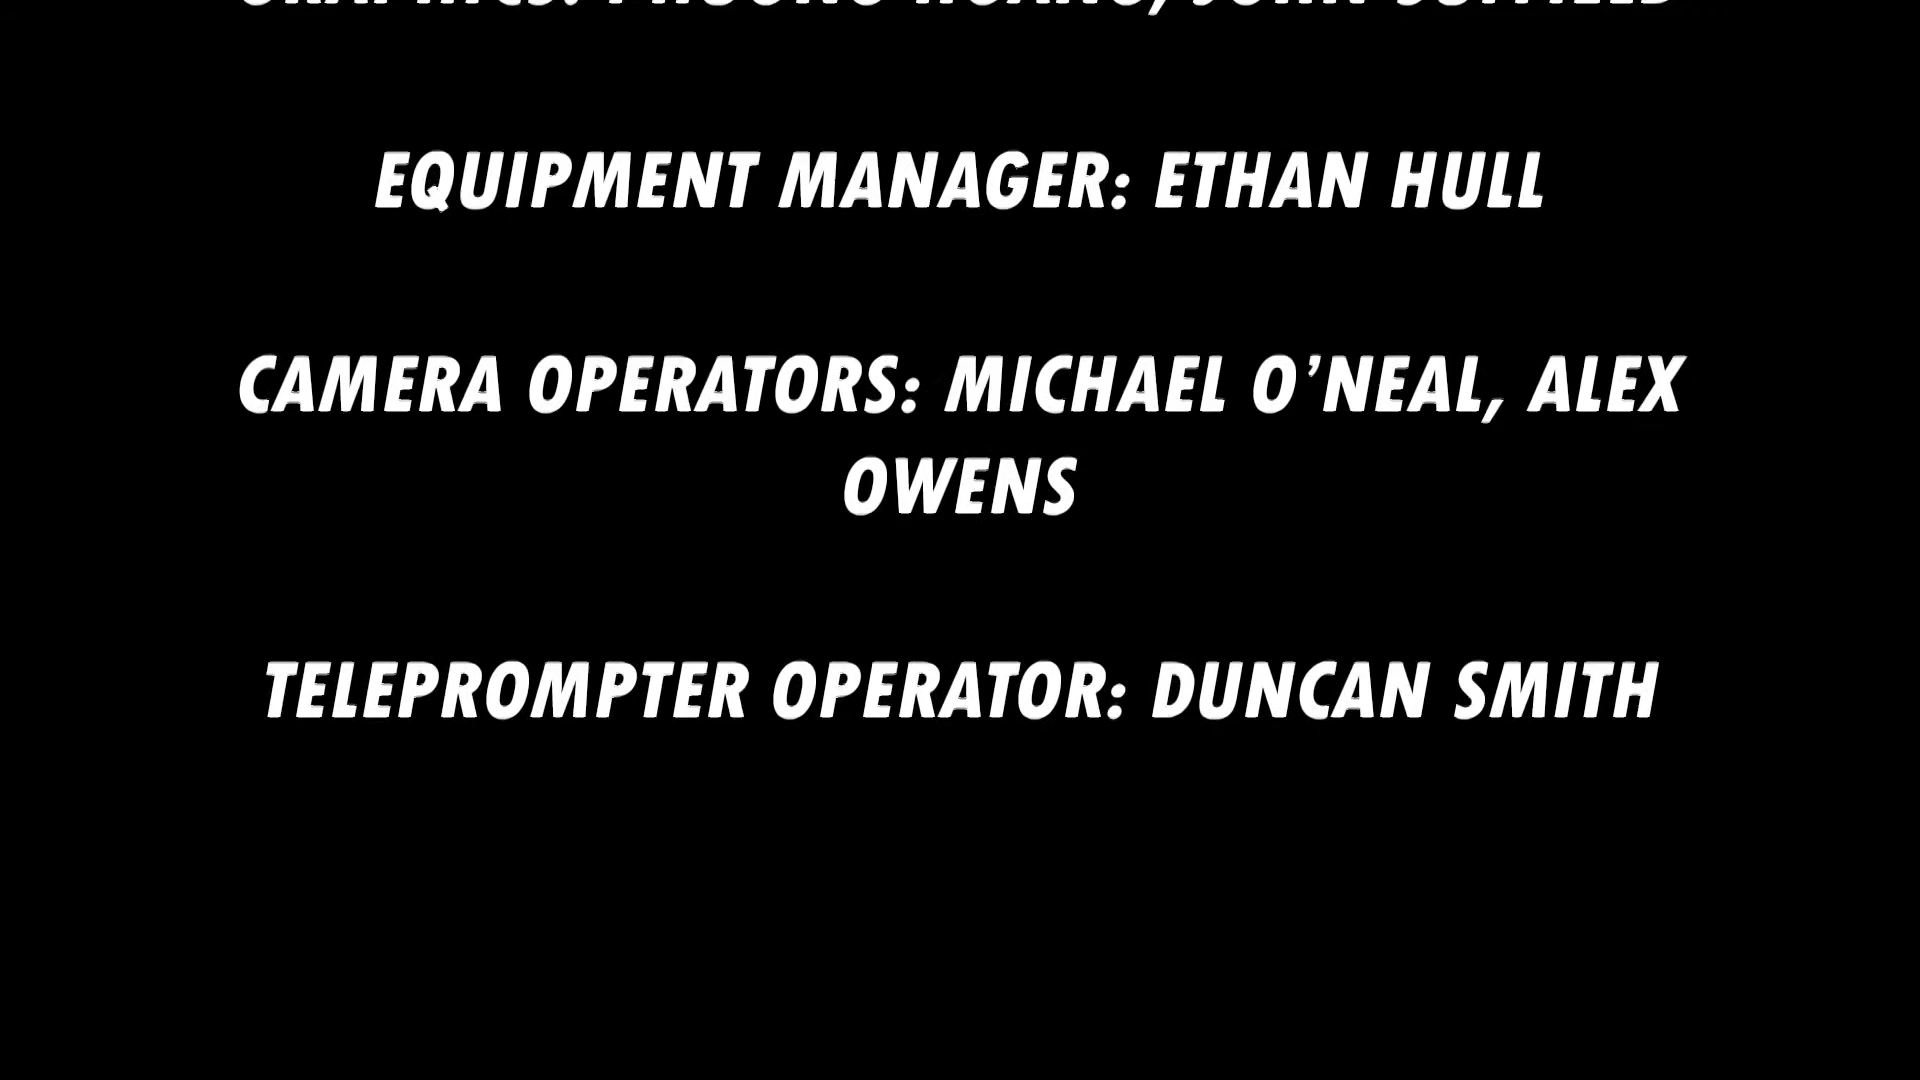 EQUIPMENT MANAGER: ETHAN HULL
CAMERA OPERATORS: MICHAEL O’NEAL, ALEX
OWENS
TELEPROMPTER OPERATOR: DUNCAN SMITH